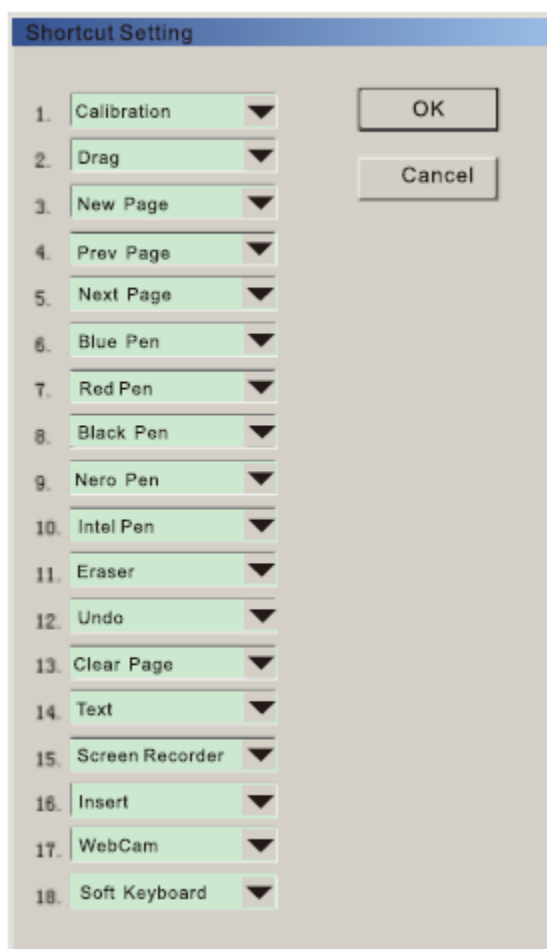 Shortcut Setting
1. Calibration
OK
2. Drag
Cancel
3. New Page
4. Prev Page
5. Next Page
6. Blue Pen
7. Red Pen
8. Black Pen
9. Nero Pen
10. Intel Pen
11. Eraser
12. Undo
13. Clear Page
14. Text
15. Screen Recorder
16. Insert
17. WebCam
18. Soft Keyboard